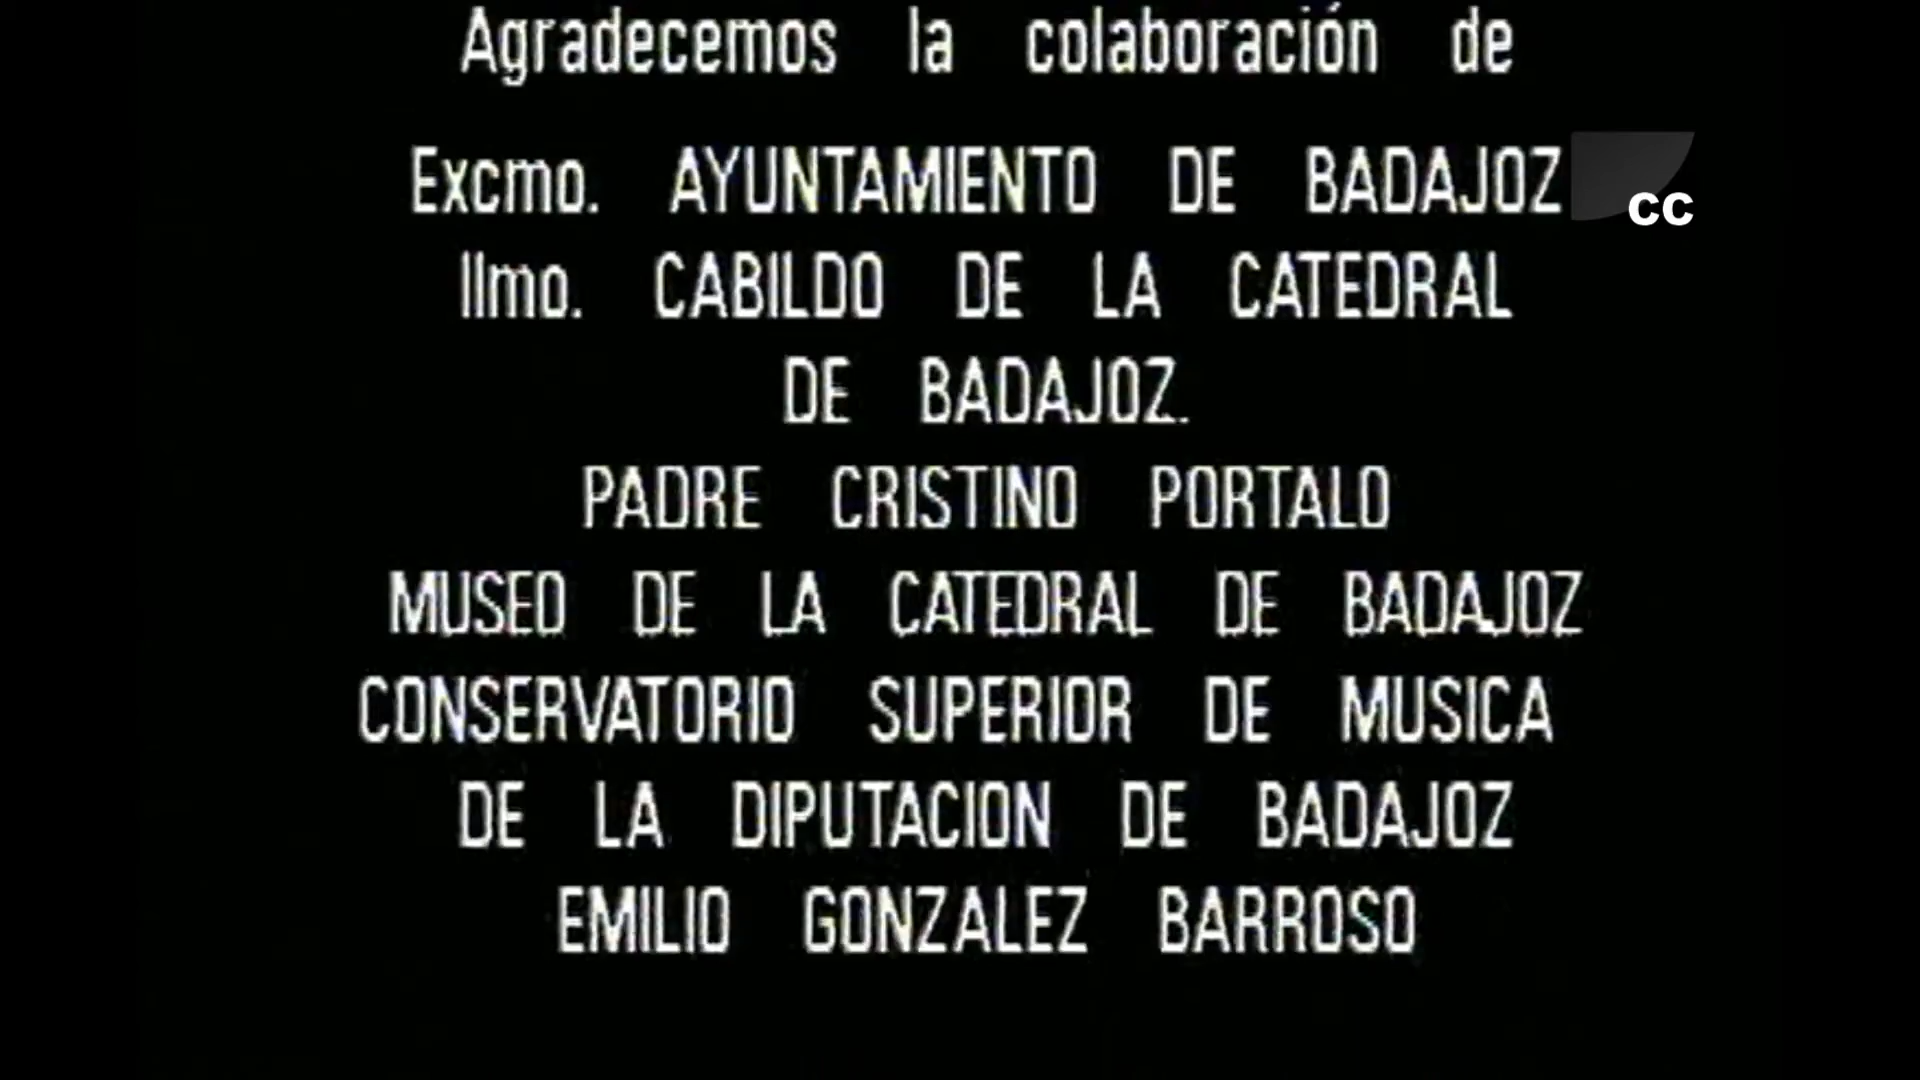 Agradecemos la colaboración de
Excmo. AYUNTAMIENTO DE BADAJOZ
cc
Ilmo. CABILDO DE LA CATEDRAL
DE BADAJOZ.
PADRE CRISTINO PORTALO
MUSEO DE LA CATEDRAL DE BADAJOZ
CONSERVATORIO SUPERIOR DE MUSICA
DE LA DIPUTACION DE BADAJOZ
EMILIO GONZALEZ BARROSO